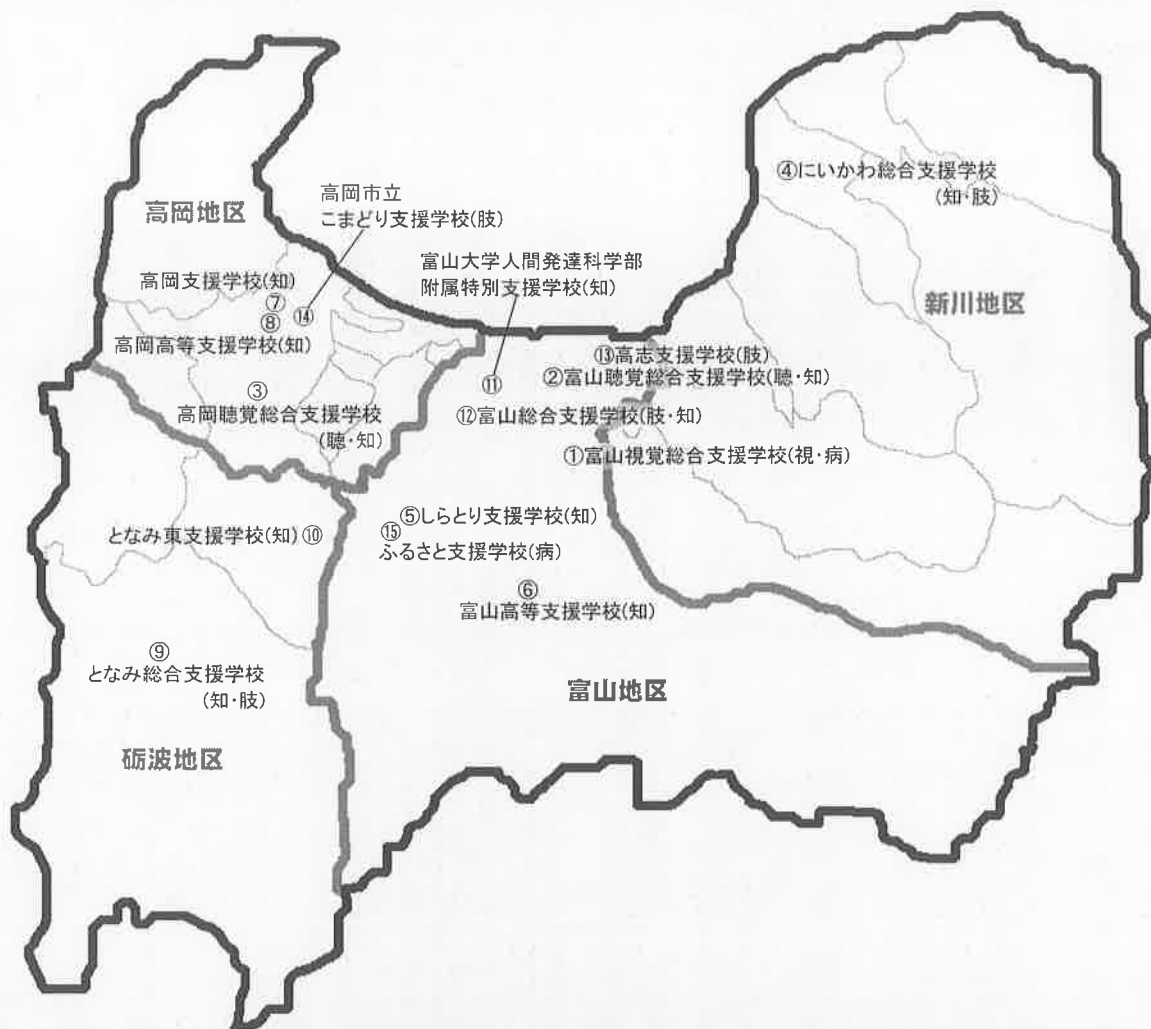 ④にいかわ総合支援学校
(知・肢)
高岡市立
こまどり支援学校(肢)
高岡地区
富山大学人間発達科学部
附属特別支援学校(知)
高岡支援学校(知)
⑦
⑧
⑭
新川地区
高岡高等支援学校(知)
⑬高志支援学校(肢)
②富山聴覚総合支援学校(聴・知)
⑪
③
高岡聴覚総合支援学校
(聴・知)
⑫富山総合支援学校(肢・知)
①富山視覚総合支援学校(視・病)
となみ東支援学校(知)⑩
⑤しらとり支援学校(知)
⑮
ふるさと支援学校(病)
⑥
富山高等支援学校(知)
⑨
となみ総合支援学校
(知・肢)
富山地区
砺波地区